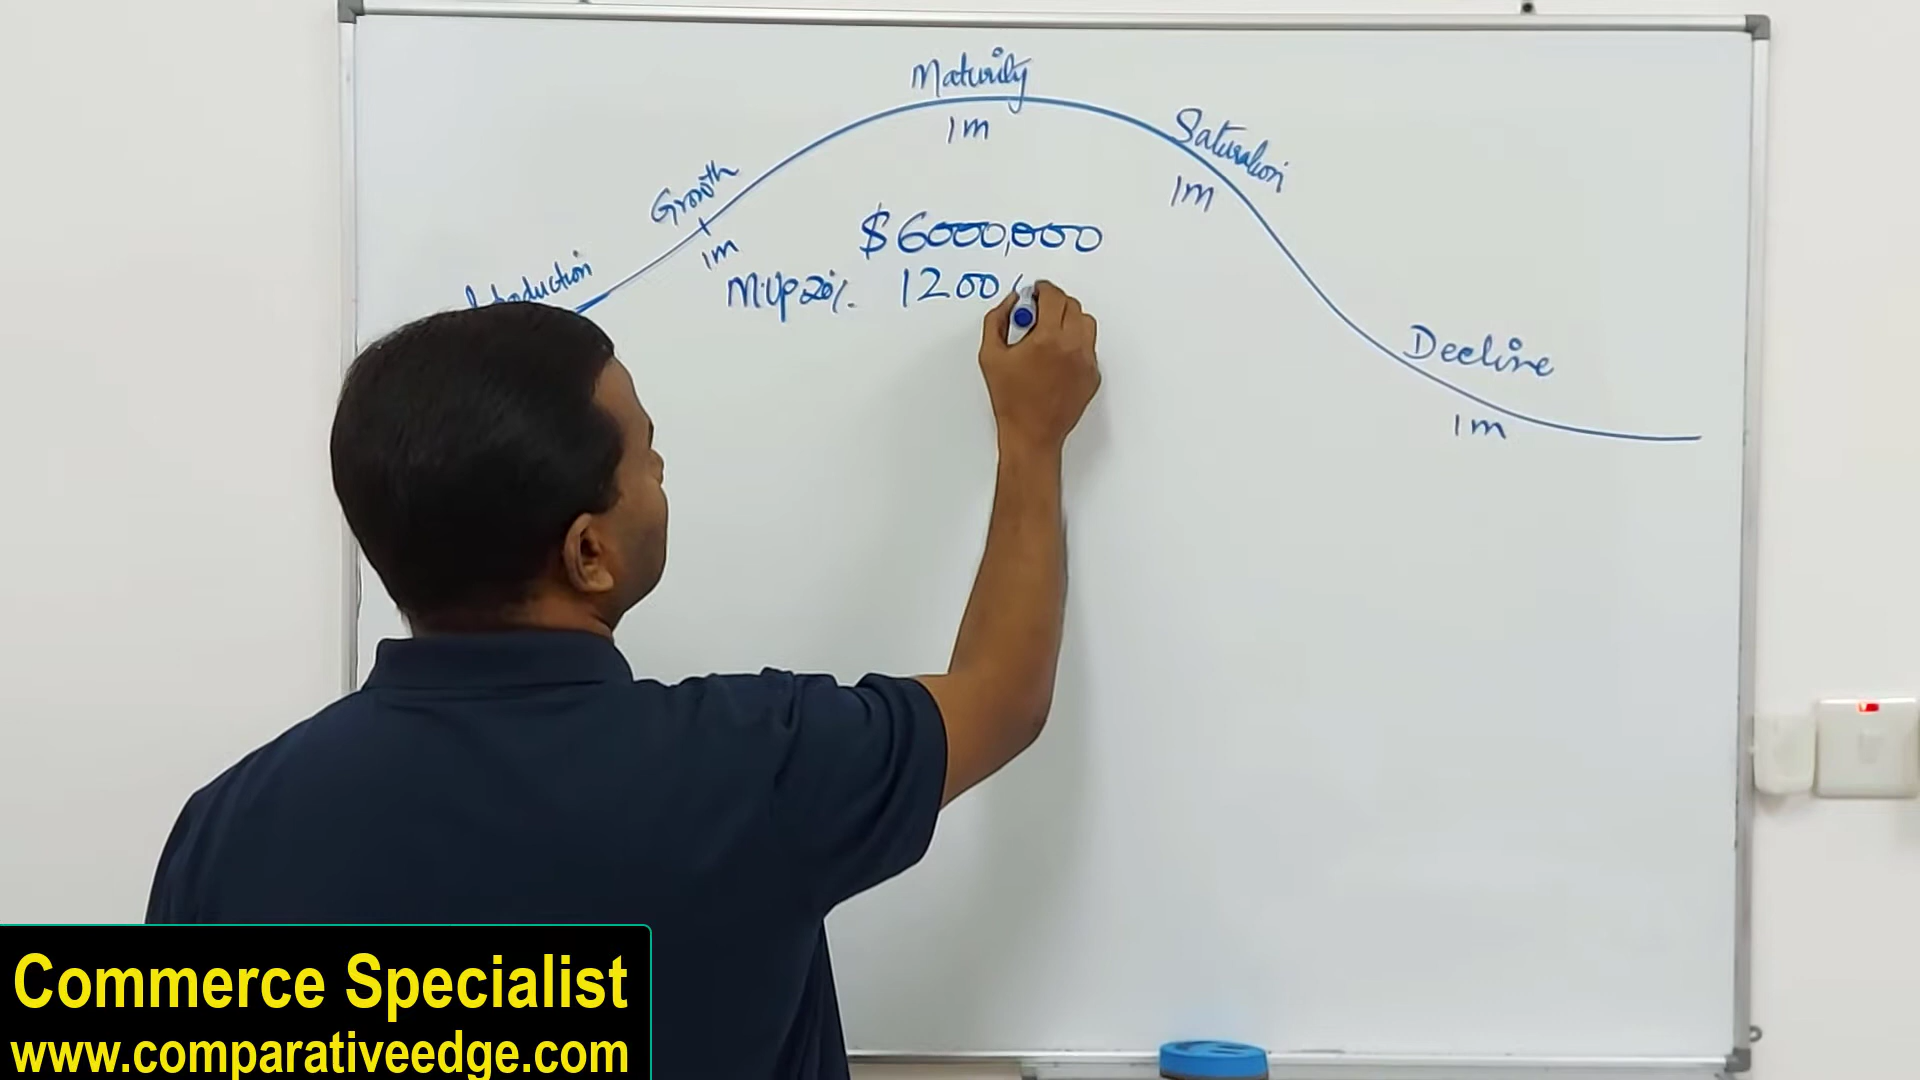 Maturity
1m
Saturation
1m
Growth
1m
$6000,000
M.Up 20%. 1200
Introduction
Decline
1m
Commerce Specialist
www.comparativeedge.com